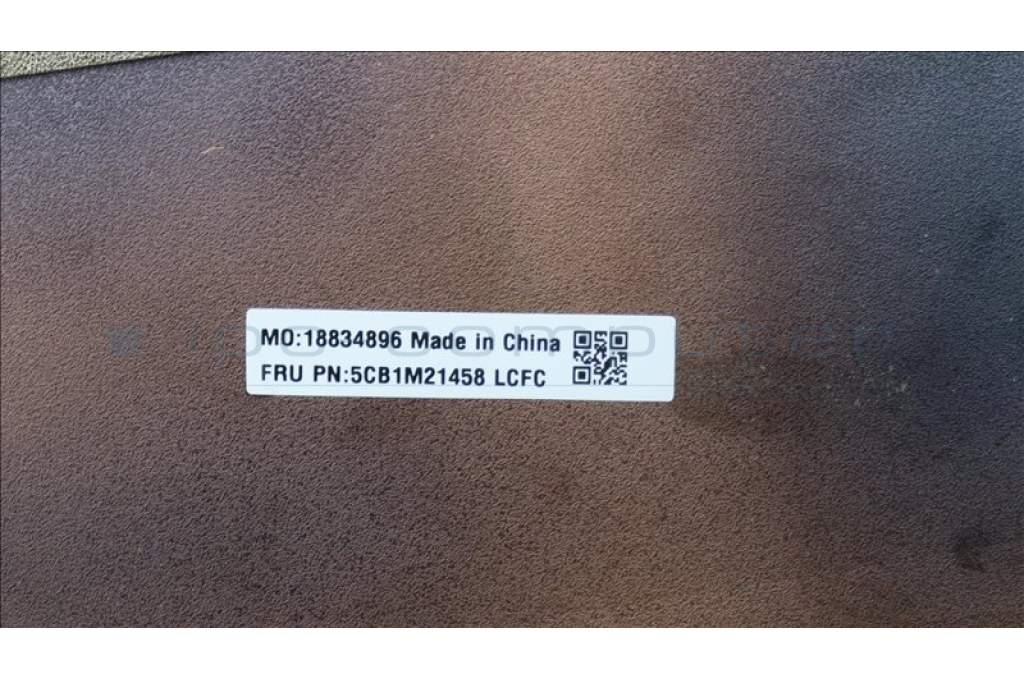 MO:18834896 Made in China
FRU PN:5CB1M21458 LCFC